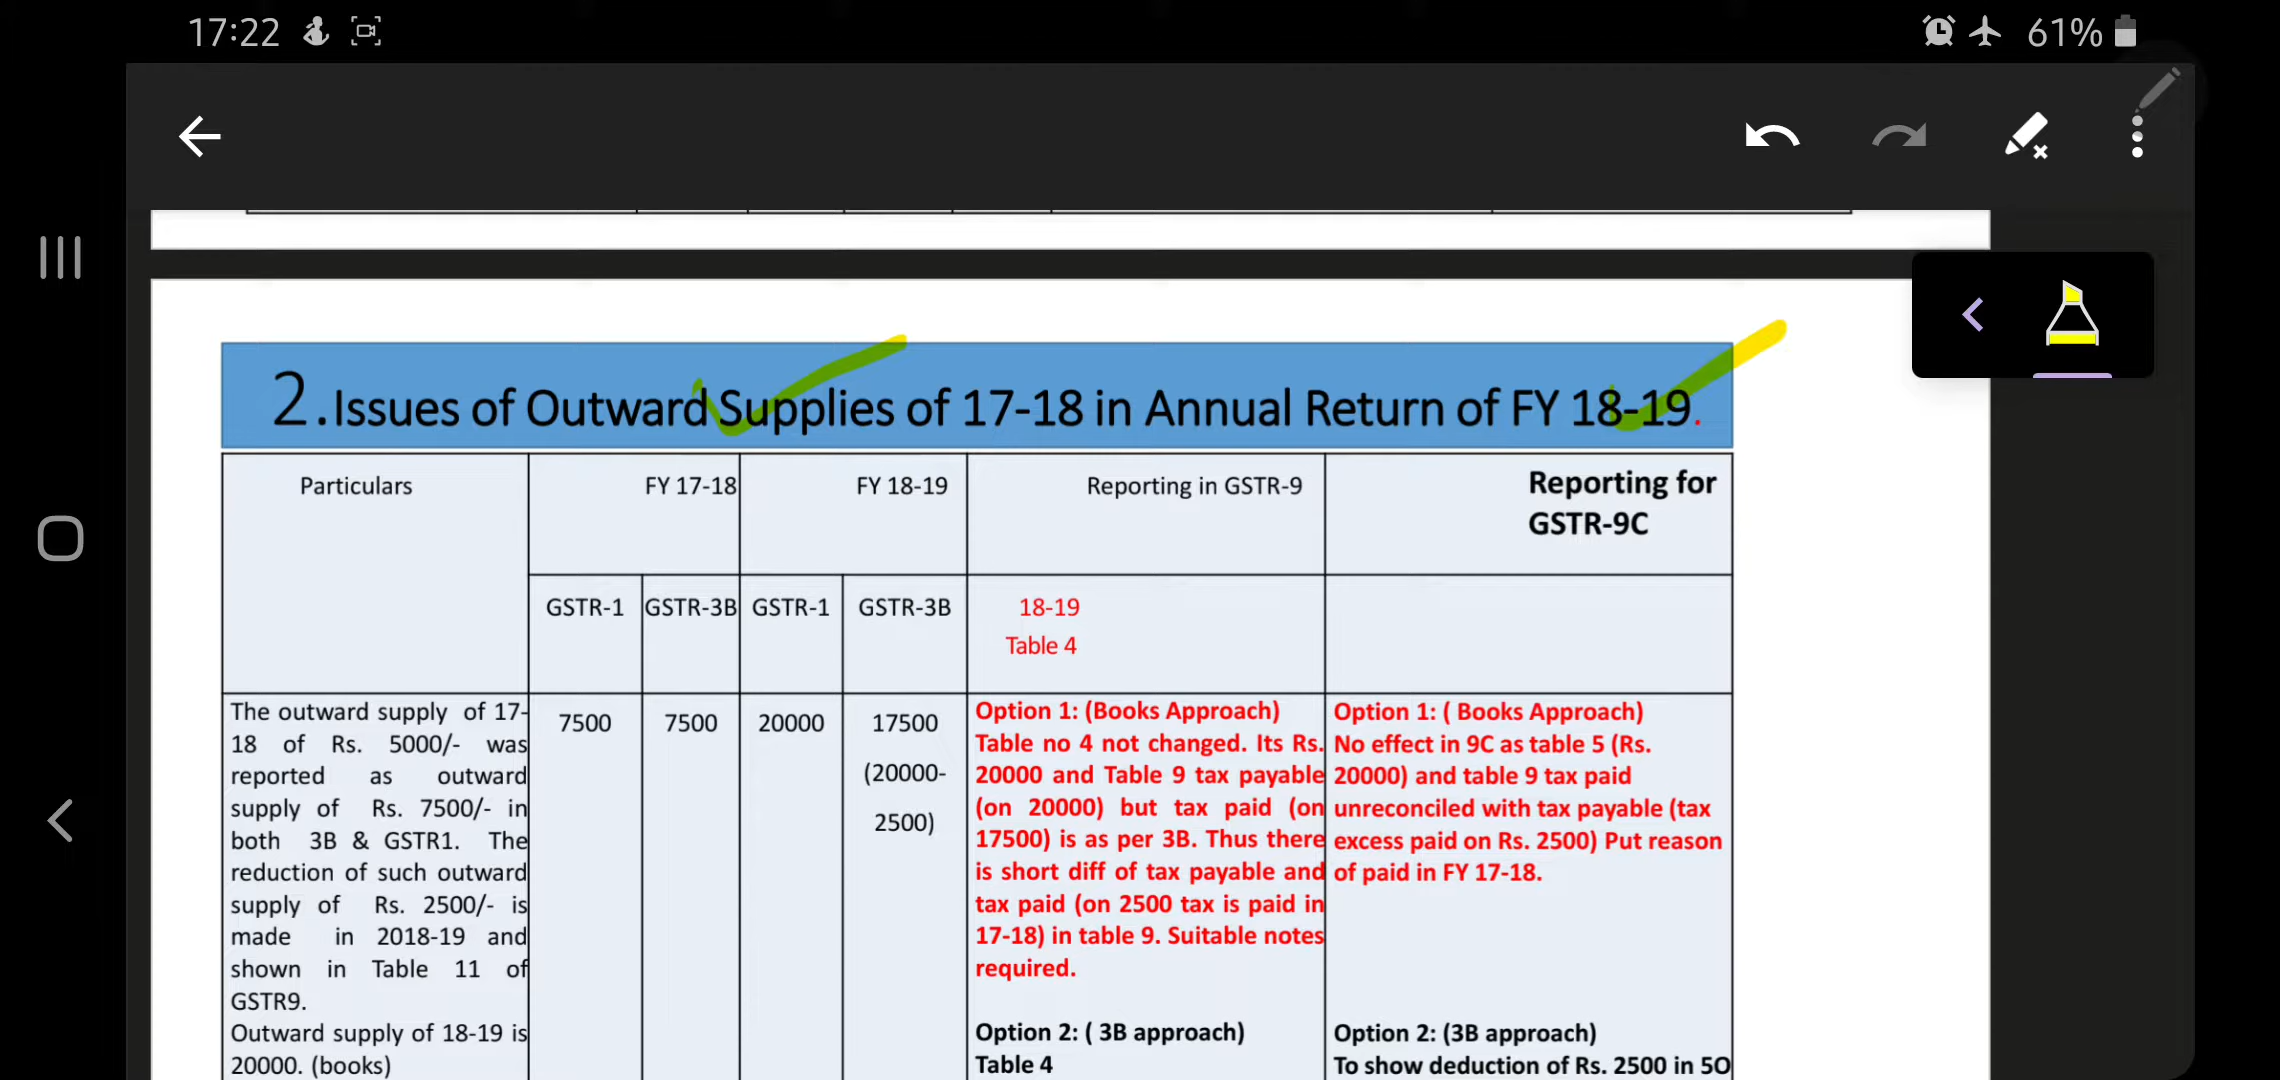 17:22
61%
2.Issues of Outward Supplies of 17-18 in Annual Return of FY 18-19.
Particulars
FY 17-18
FY 18-19
Reporting in GSTR-9
Reporting for
GSTR-9C
GSTR-1
GSTR-3B
GSTR-1
GSTR-3B
18-19
Table 4
The outward supply of 17-
18 of Rs. 5000/- was
reported as outward
supply of Rs. 7500/- in
both 3B & GSTR1. The
reduction of such outward
supply of Rs. 2500/- is
made in 2018-19 and
shown in Table 11 of
GSTR9.
Outward supply of 18-19 is
20000. (books)
7500
7500
20000
17500
(20000-
2500)
Option 1: (Books Approach)
Table no 4 not changed. Its Rs.
20000 and Table 9 tax payable
(on 20000) but tax paid (on
17500) is as per 3B. Thus there
is short diff of tax payable and
tax paid (on 2500 tax is paid in
17-18) in table 9. Suitable notes
required.
Option 2: ( 3B approach)
Table 4
Option 1: ( Books Approach)
No effect in 9C as table 5 (Rs.
20000) and table 9 tax paid
unreconciled with tax payable (tax
excess paid on Rs. 2500) Put reason
of paid in FY 17-18.
Option 2: (3B approach)
To show deduction of Rs. 2500 in 5O